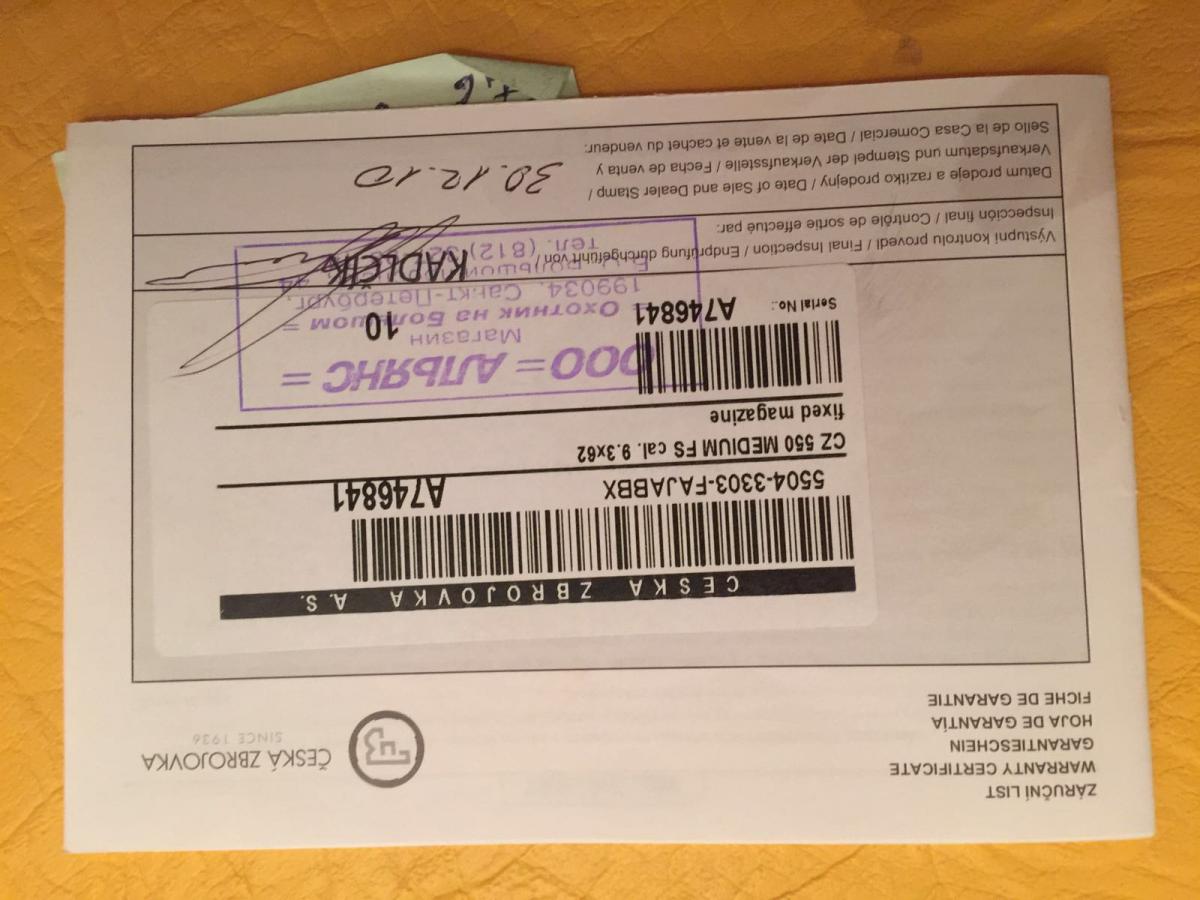 ZÁRUČNÍ LIST
WARRANTY CERTIFICATE
GARANTIESCHEIN
HOJA DE GARANTÍA
FICHE DE GARANTIE
ČESKÁ ZBROJOVKA
SINCE 1936
CESKA ZBROJOVKA A.S.
5504-3303-FAJABBX
A746841
CZ 550 MEDIUM FS cal. 9.3x62
fixed magazine
ООО = АЛЬЯНС =
Магазин
= Охотник на Большом =
199034. Санкт-Петербург,
тел. (812)
Serial No.:
A746841
10
Výstupní kontrolu provedl / Final Inspection / Endprüfung durchgeführt von /
Inspección final / Contrôle de sortie effectué par:
KADLČÍK
Datum prodeje a razítko prodejny / Date of Sale and Dealer Stamp /
Verkaufsdatum und Stempel der Verkaufsstelle / Fecha de venta y
Sello de la Casa Comercial / Date de la vente et cachet du vendeur:
30.12.10